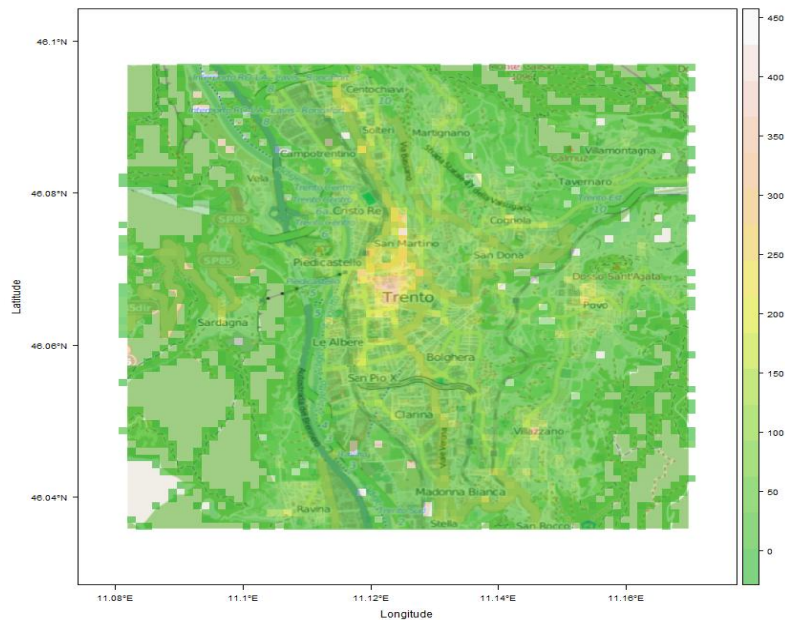 46.1°N
46.08°N
46.06°N
46.04°N
Latitude
11.08°E
11.1°E
11.12°E
11.14°E
11.16°E
Longitude
450
400
350
300
250
200
150
100
50
0
Centochiavi
10
Solteri
Martignano
Campotrentino
Villamontagna
Vela
Tavernaro
Cristo Re
Cognola
10
SP85
San Martino
San Donà
SP85
Piedicastello
Dosso Sant'Agata
Trento
Povo
Sardagna
Le Albere
Bolghera
San Pio X
Clarina
Villazzano
Madonna Bianca
Ravina
Stella
San Rocco